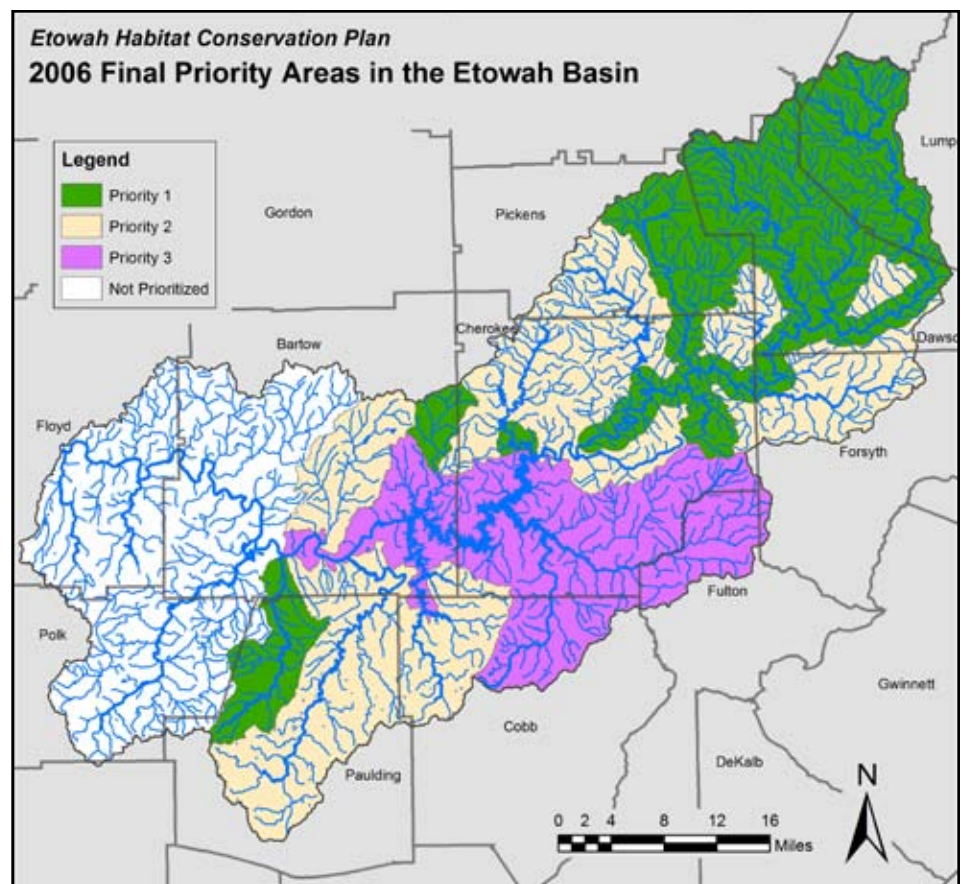 Etowah Habitat Conservation Plan
2006 Final Priority Areas in the Etowah Basin
Legend
Priority 1
Priority 2
Priority 3
Not Prioritized
Lump
Gordon
Pickens
Cherokee
Dawso
Bartow
Floyd
Forsyth
Fulton
Polk
Gwinnett
Cobb
DeKalb
Paulding
N
0 2 4 8 12 16
Miles